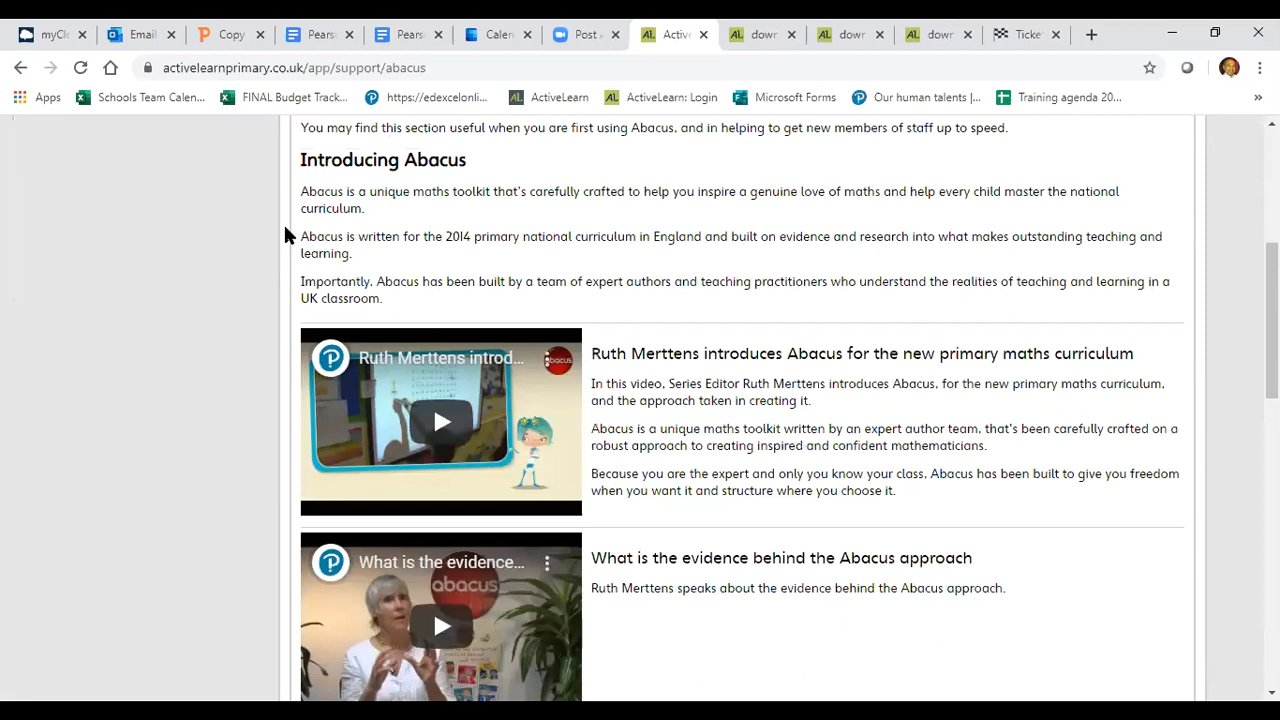 myCl
Email
Copy
Pears
Pears
Calen
Post
Active
dowr
dowr
dowr
Ticke
activelearnprimary.co.uk/app/support/abacus
Apps
Schools Team Calen...
FINAL Budget Track...
https://edexcelonli...
ActiveLearn
ActiveLearn: Login
Microsoft Forms
Our human talents |...
Training agenda 20...
You may find this section useful when you are first using Abacus, and in helping to get new members of staff up to speed.
Introducing Abacus
Abacus is a unique maths toolkit that's carefully crafted to help you inspire a genuine love of maths and help every child master the national
curriculum.
Abacus is written for the 2014 primary national curriculum in England and built on evidence and research into what makes outstanding teaching and
learning.
Importantly, Abacus has been built by a team of expert authors and teaching practitioners who understand the realities of teaching and learning in a
UK classroom.
Ruth Merttens introd...
abacus
Ruth Merttens introduces Abacus for the new primary maths curriculum
In this video, Series Editor Ruth Merttens introduces Abacus, for the new primary maths curriculum,
and the approach taken in creating it.
Abacus is a unique maths toolkit written by an expert author team, that's been carefully crafted on a
robust approach to creating inspired and confident mathematicians.
Because you are the expert and only you know your class, Abacus has been built to give you freedom
when you want it and structure where you choose it.
What is the evidence...
abacus
What is the evidence behind the Abacus approach
Ruth Merttens speaks about the evidence behind the Abacus approach.